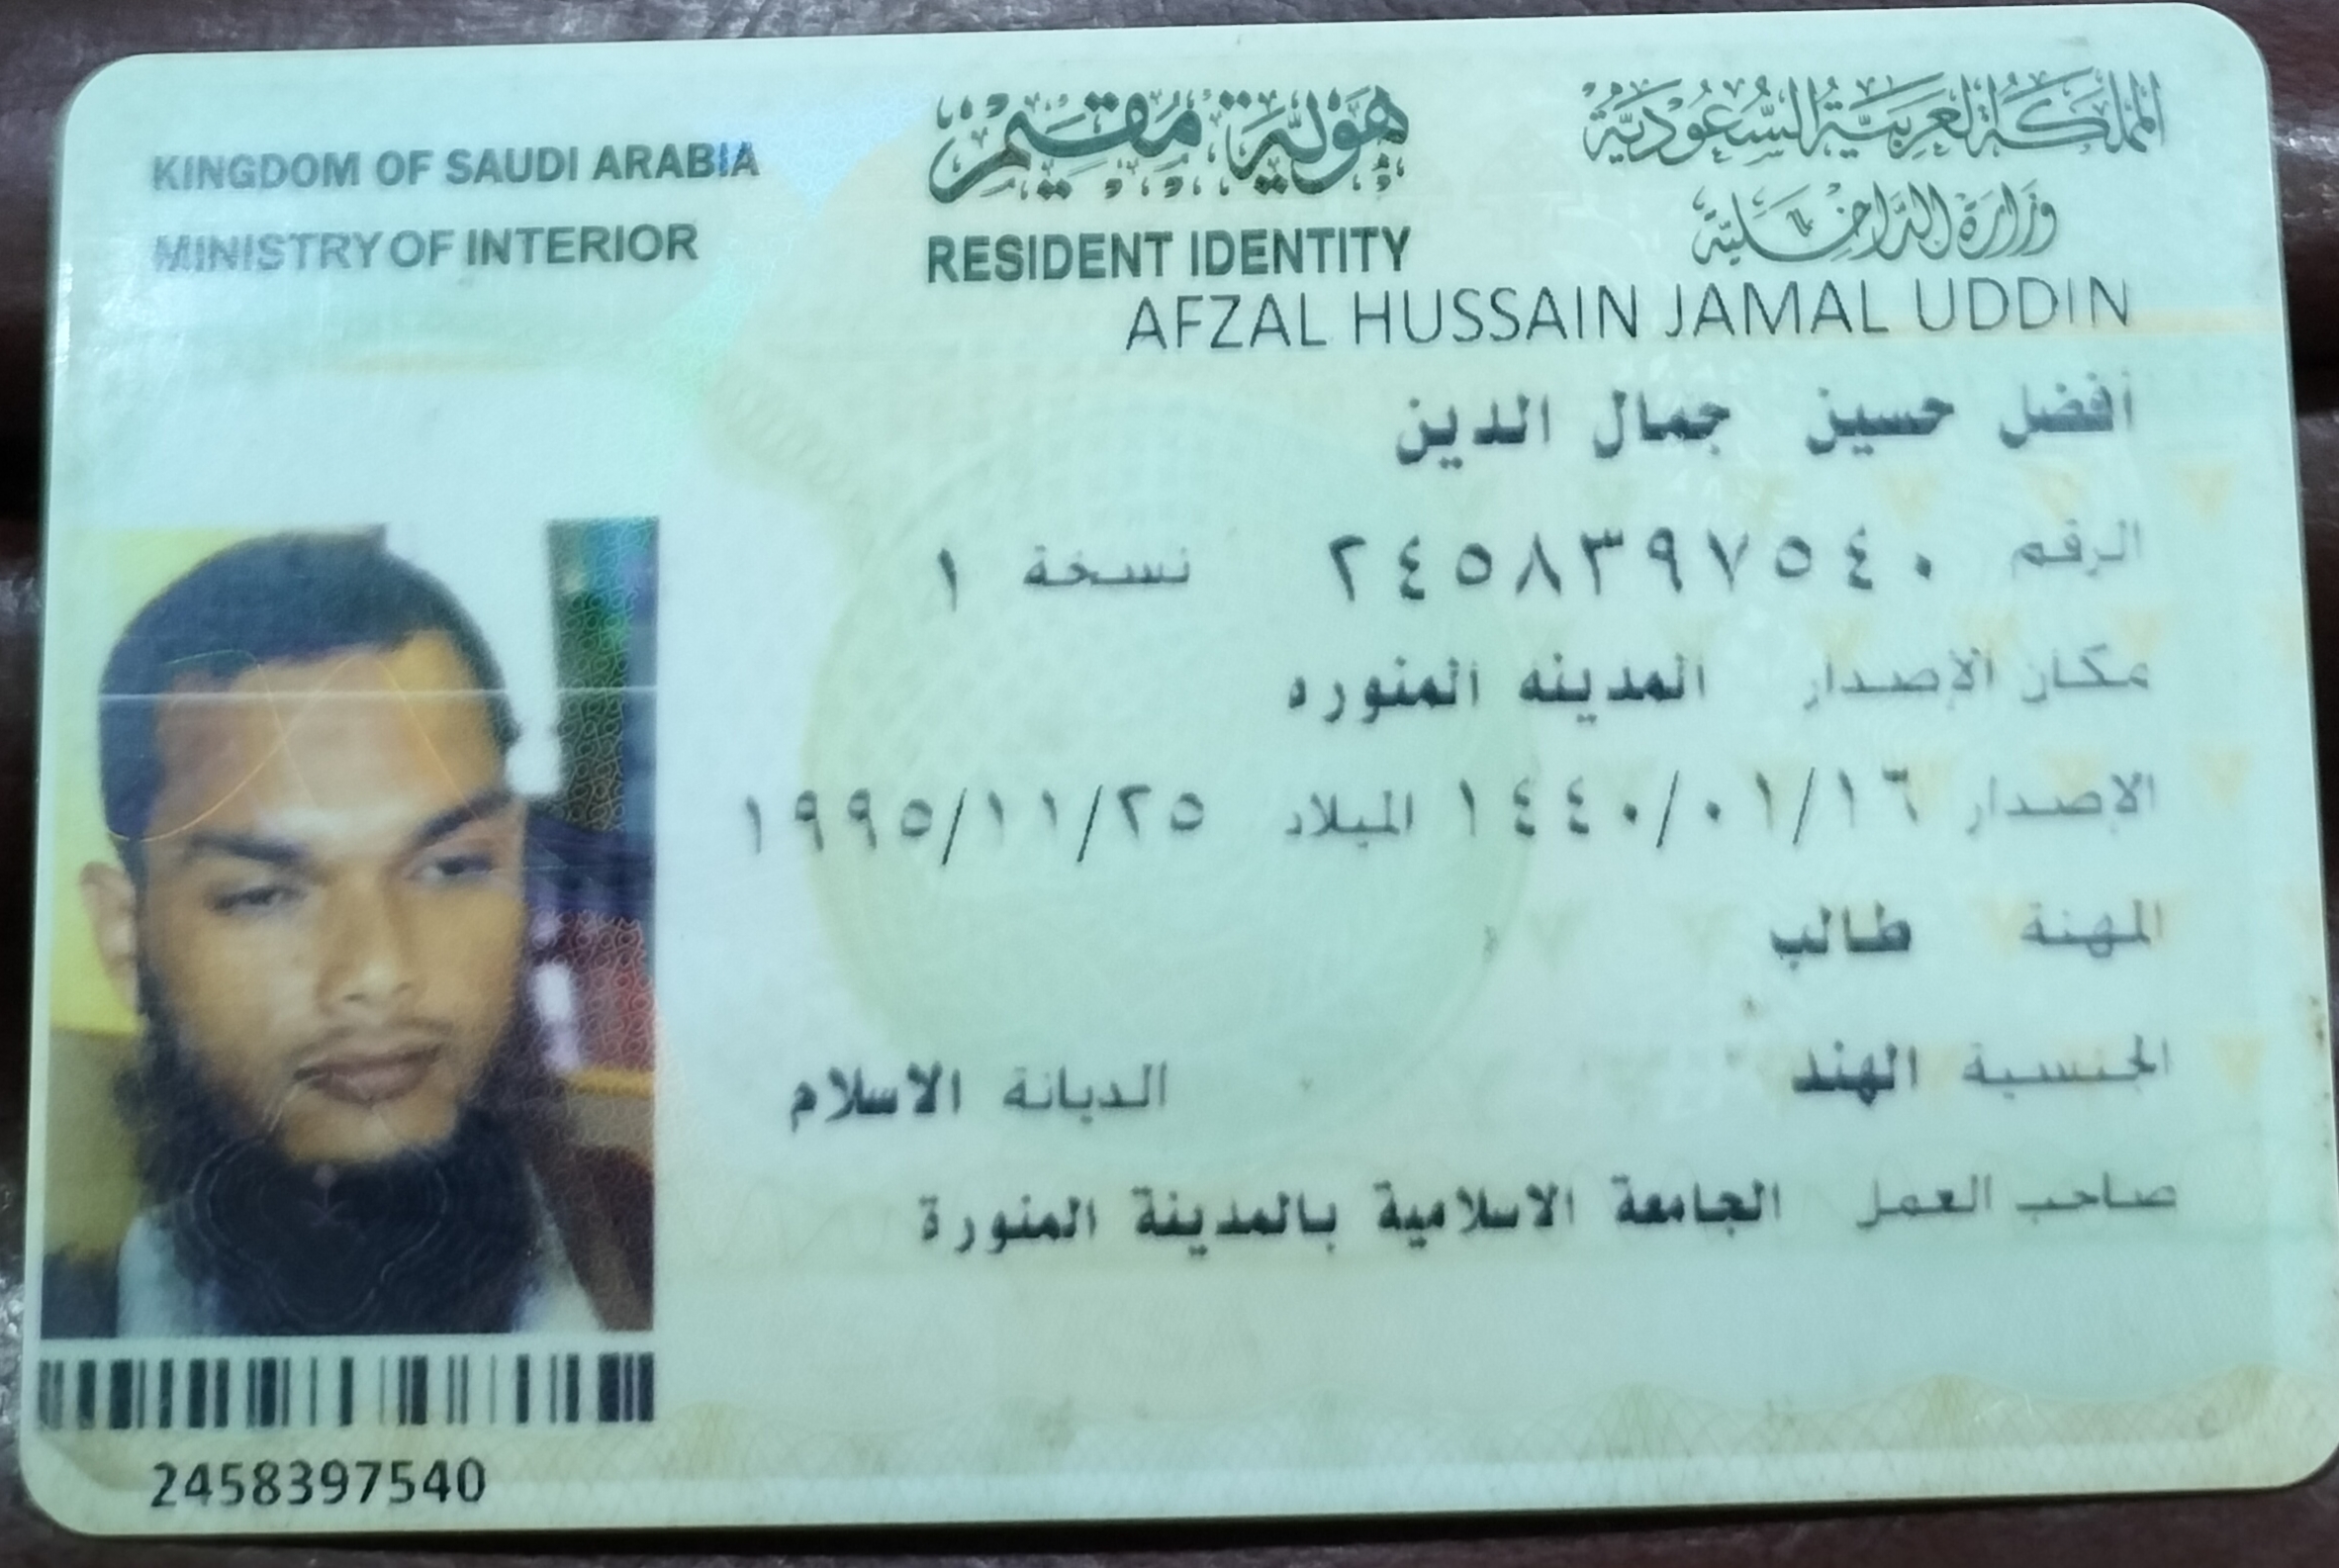 KINGDOM OF SAUDI ARABIA
MINISTRY OF INTERIOR
هوية مقيم
RESIDENT IDENTITY
المملكة العربية السعودية
وزارة الداخلية
AFZAL HUSSAIN JAMAL UDDIN
أفضل حسين جمال الدين
الرقم ٢٤٥٨٣٩٧٥٤٠ نسخة ١
مكان الإصدار المدينه المنوره
الإصدار ١٤٤٠/٠١/١٦ الميلاد ١٩٩٥/١١/٢٥
المهنة طالب
الجنسية الهند الديانة الاسلام
صاحب العمل الجامعة الاسلامية بالمدينة المنورة
2458397540